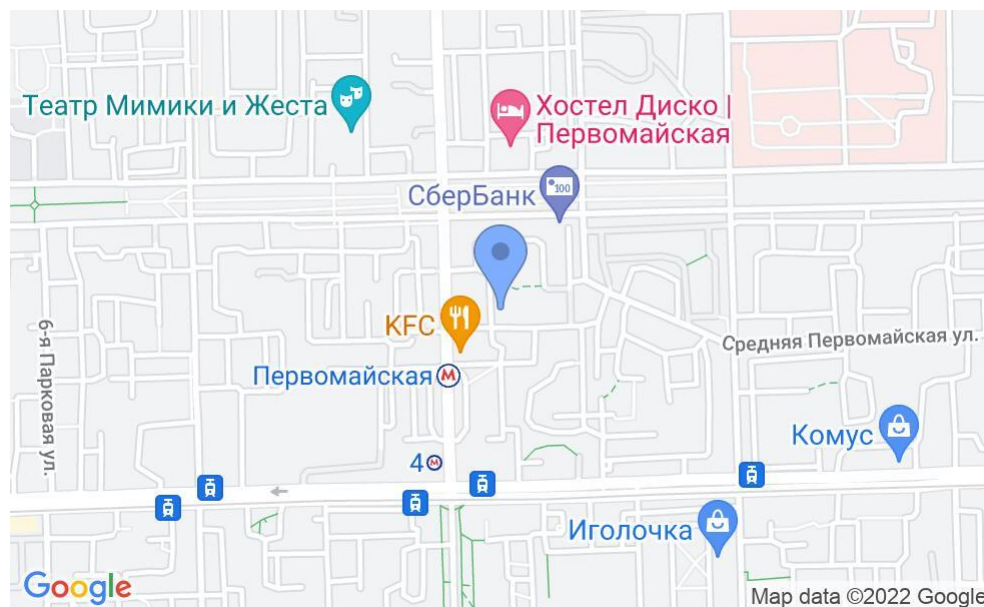 Театр Мимики и Жеста
Хостел Диско |
Первомайская
100
СберБанк
KFC
6-я Парковая ул.
Средняя Первомайская ул.
Первомайская
М
Комус
4
М
Иголочка
Google
Map data ©2022 Google